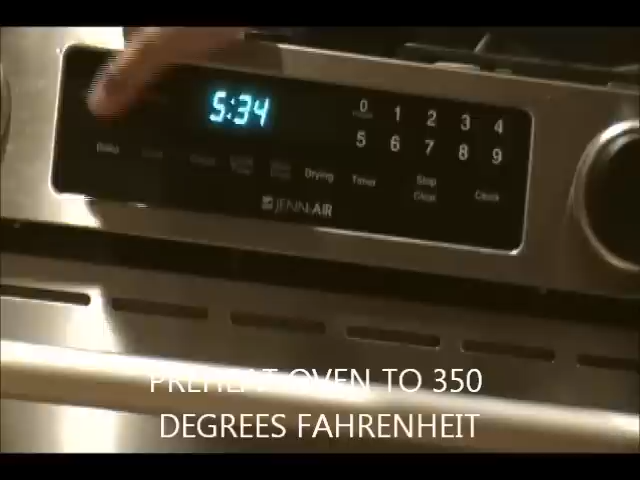 5:34
0 1 2 3 4
5 6 7 8 9
Bake
Drying Timer Stop Clock
Clear
JENN-AIR
PREHEAT OVEN TO 350
DEGREES FAHRENHEIT